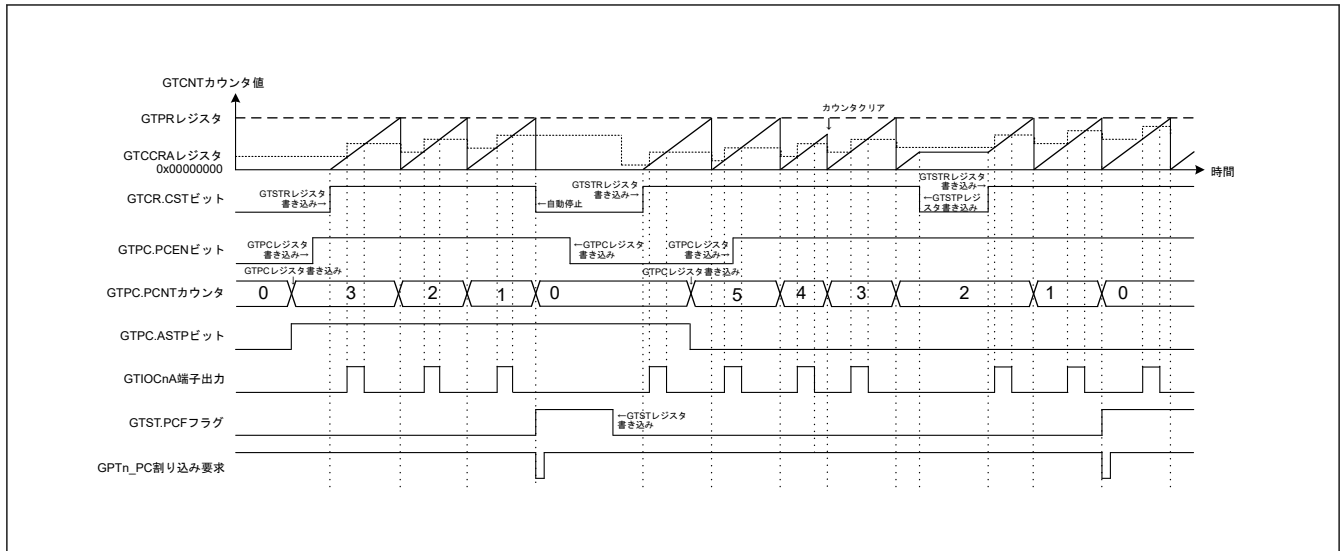 GTCNTカウンタ値
カウンタクリア
GTPRレジスタ
GTCCRAレジスタ
0x00000000
時間
GTCR.CSTビット
GTSTRレジスタ
書き込み→
←自動停止
GTSTRレジスタ
書き込み→
GTSTRレジスタ
書き込み→
←GTSTPレジ
スタ書き込み
GTPC.PCENビット
GTPCレジスタ
書き込み→
←GTPCレジスタ
書き込み
GTPCレジスタ
書き込み→
GTPCレジスタ書き込み
GTPCレジスタ書き込み
GTPC.PCNTカウンタ
0 3 2 1 0 5 4 3 2 1 0
GTPC.ASTPビット
GTIOCnA端子出力
GTST.PCFフラグ
←GTSTレジスタ
書き込み
GPTn_PC割り込み要求